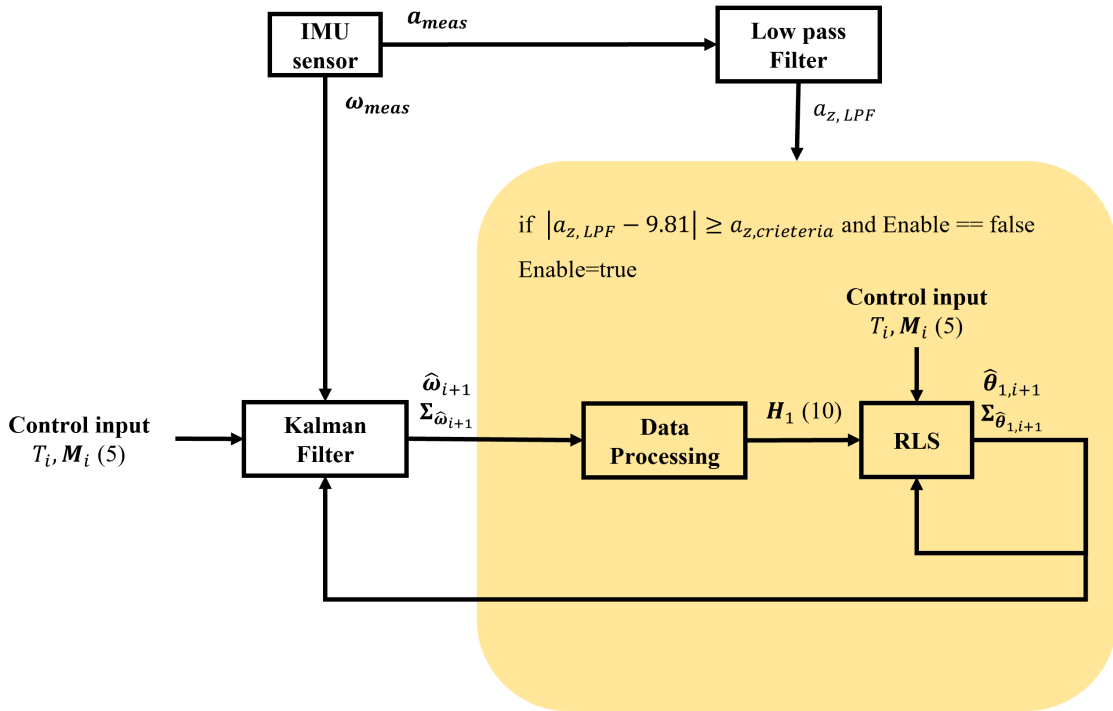 IMU
sensor
a_meas
Low pass
Filter
ω_meas
a_z, LPF
if |a_z, LPF − 9.81| ≥ a_z,crieteria and Enable == false
Enable=true
Control input
T_i, M_i (5)
Control input
T_i, M_i (5)
Kalman
Filter
ω̂_i+1
Σ_ω̂_i+1
Data
Processing
H_1 (10)
RLS
θ̂_1,i+1
Σ_θ̂_1,i+1